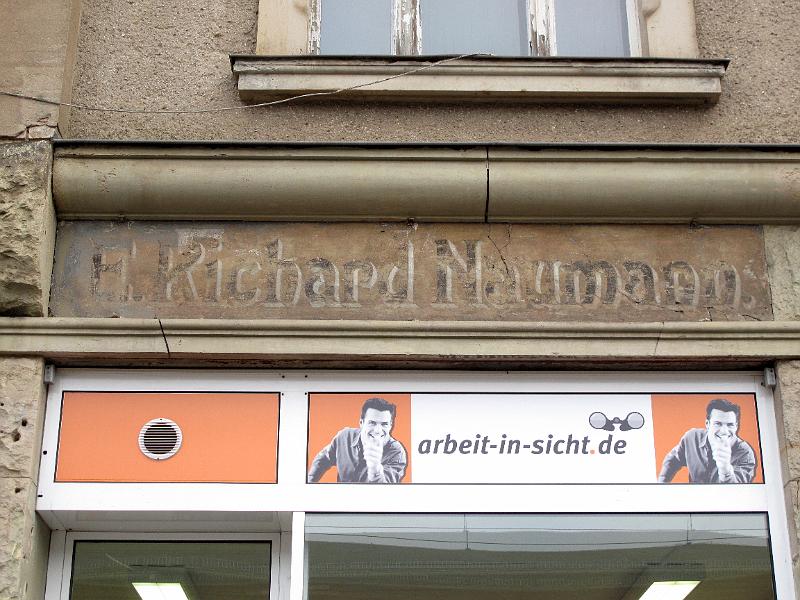 E. Richard Naumann.
arbeit-in-sicht.de